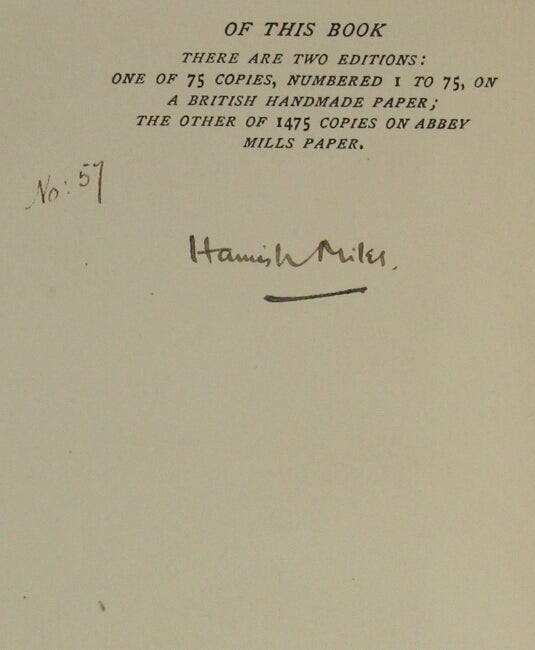 OF THIS BOOK
THERE ARE TWO EDITIONS:
ONE OF 75 COPIES, NUMBERED 1 TO 75, ON
A BRITISH HANDMADE PAPER;
THE OTHER OF 1475 COPIES ON ABBEY
MILLS PAPER.
No: 57
Hamish Miles.